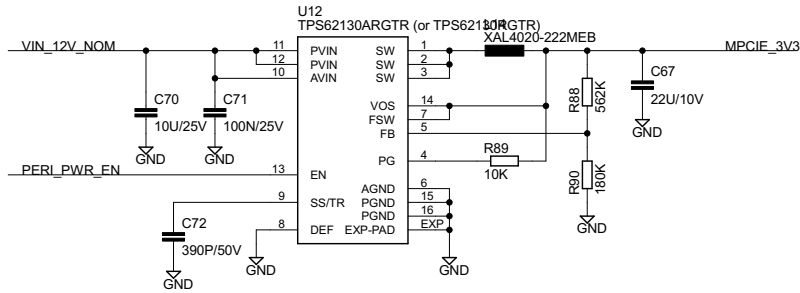 U12
TPS62130ARGTR (or TPS62130RGTR)
XAL4020-222MEB
VIN_12V_NOM
11 PVIN SW 1
12 PVIN SW 2
10 AVIN SW 3
MPCIE_3V3
C70
10U/25V
GND
C71
100N/25V
GND
VOS 14
FSW 7
FB 5
R88
562K
C67
22U/10V
GND
PERI_PWR_EN
13 EN
PG 4
R89
10K
R90
180K
GND
9 SS/TR
AGND 6
PGND 15
PGND 16
8 DEF
EXP-PAD EXP
C72
390P/50V
GND
GND
GND